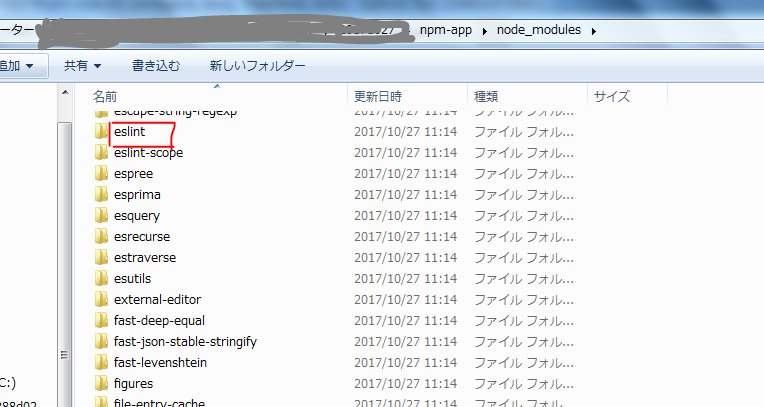 npm-app ▸ node_modules ▸
追加 ▼ 共有 ▼ 書き込む 新しいフォルダー
名前 更新日時 種類 サイズ
escape-string-regexp 2017/10/27 11:14 ファイル フォル...
eslint 2017/10/27 11:14 ファイル フォル...
eslint-scope 2017/10/27 11:14 ファイル フォル...
espree 2017/10/27 11:14 ファイル フォル...
esprima 2017/10/27 11:14 ファイル フォル...
esquery 2017/10/27 11:14 ファイル フォル...
esrecurse 2017/10/27 11:14 ファイル フォル...
estraverse 2017/10/27 11:14 ファイル フォル...
esutils 2017/10/27 11:14 ファイル フォル...
external-editor 2017/10/27 11:14 ファイル フォル...
fast-deep-equal 2017/10/27 11:14 ファイル フォル...
fast-json-stable-stringify 2017/10/27 11:14 ファイル フォル...
fast-levenshtein 2017/10/27 11:14 ファイル フォル...
figures 2017/10/27 11:14 ファイル フォル...
C:)
file-entry-cache 2017/10/27 11:14 ファイル フォル...